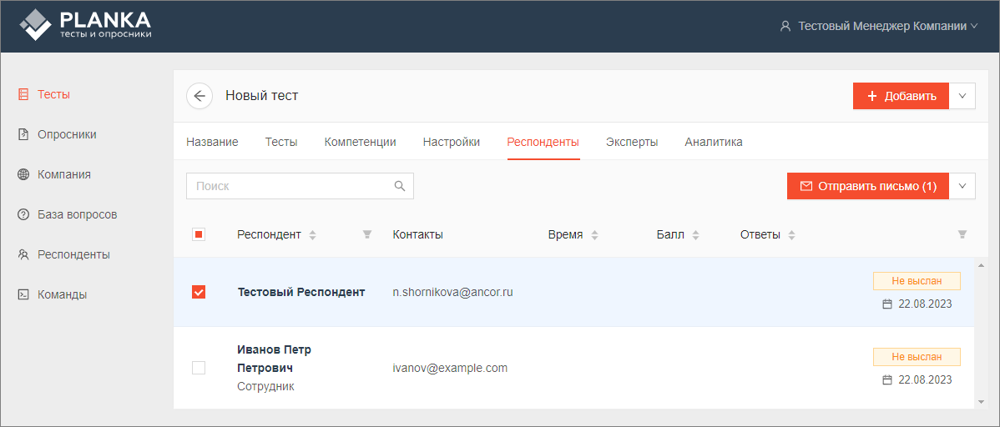 PLANKA
тесты и опросники
Тестовый Менеджер Компании
Тесты
Опросники
Компания
База вопросов
Респонденты
Команды
Новый тест
Добавить
Название Тесты Компетенции Настройки Респонденты Эксперты Аналитика
Поиск
Отправить письмо (1)
Респондент Контакты Время Балл Ответы
Тестовый Респондент n.shornikova@ancor.ru
Не выслан
22.08.2023
Иванов Петр
Петрович
Сотрудник
ivanov@example.com
Не выслан
22.08.2023